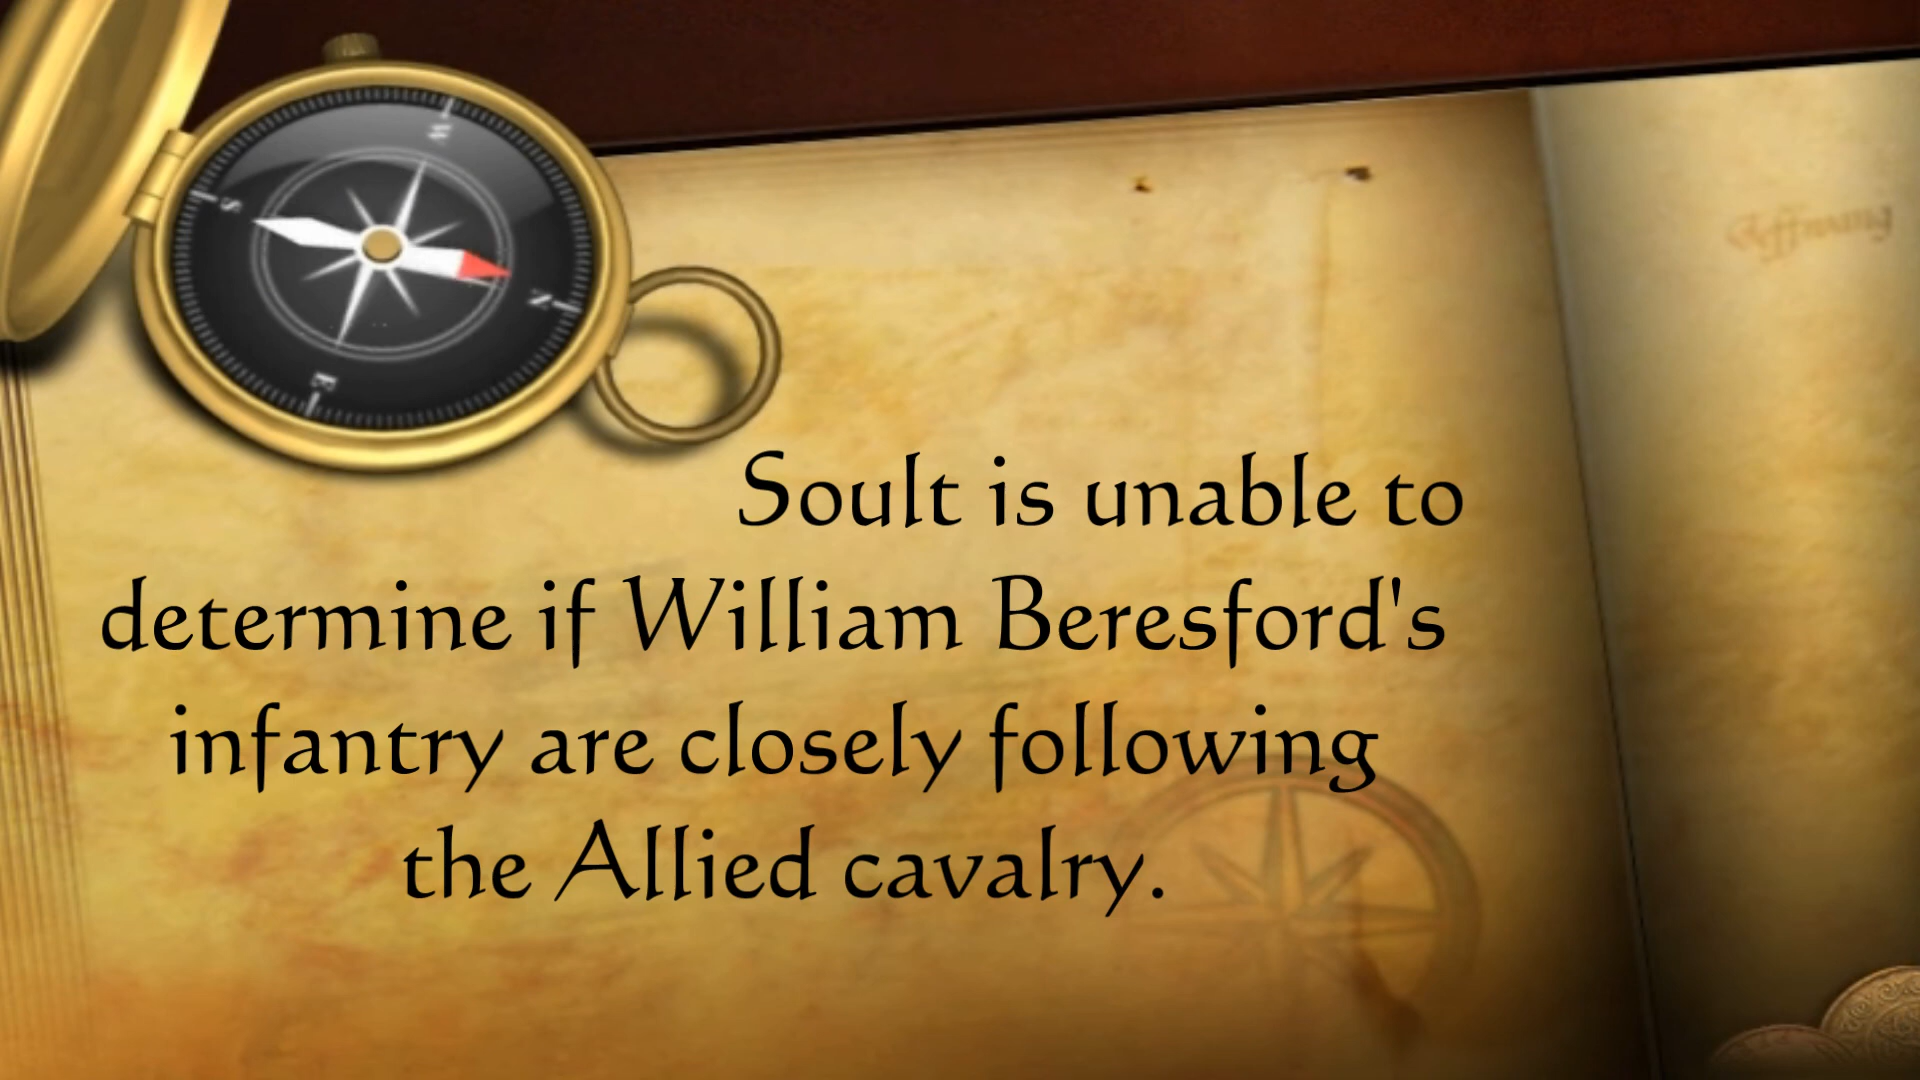 Soult is unable to
determine if William Beresford's
infantry are closely following
the Allied cavalry.
W
S
N
E